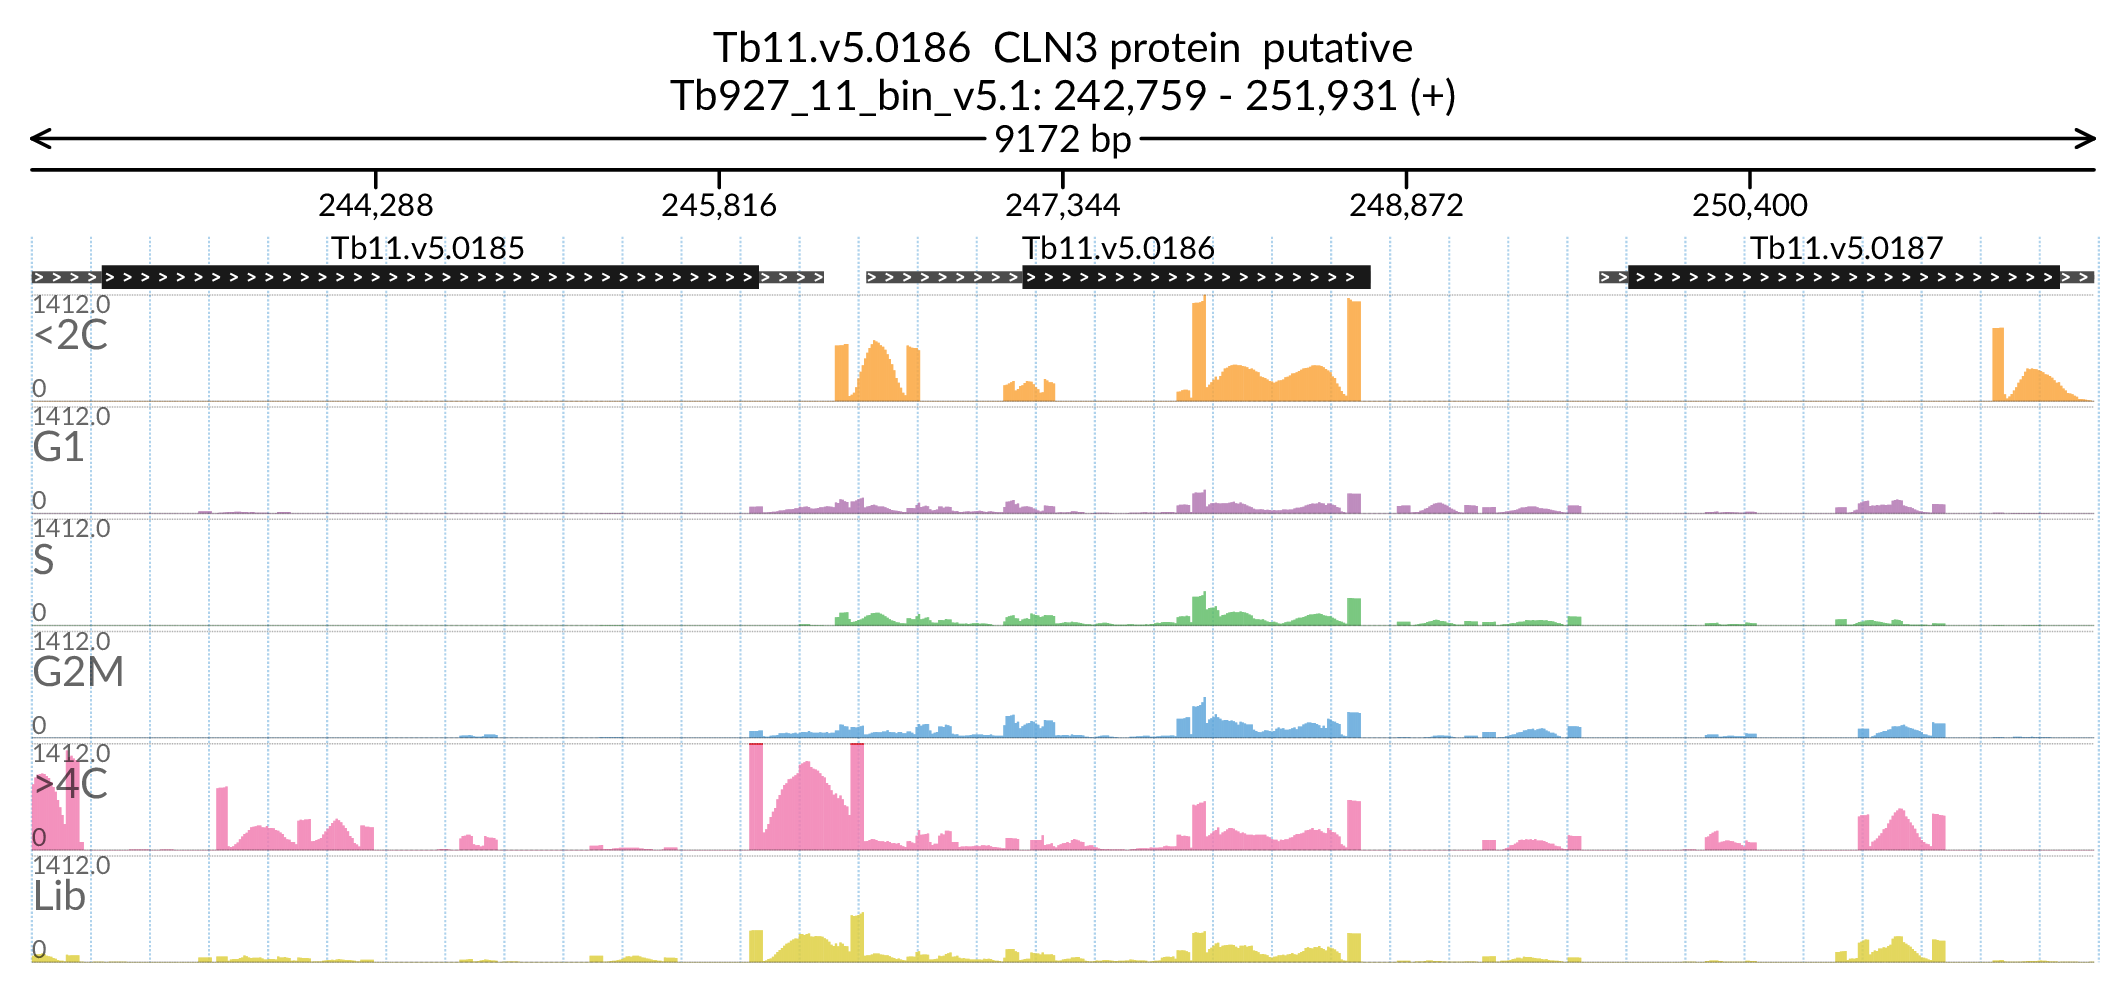 Tb11.v5.0186 CLN3 protein putative
Tb927_11_bin_v5.1: 242,759 - 251,931 (+)
9172 bp
244,288 245,816 247,344 248,872 250,400
Tb11.v5.0185 Tb11.v5.0186 Tb11.v5.0187
1412.0
<2C
0
1412.0
G1
0
1412.0
S
0
1412.0
G2M
0
1412.0
>4C
0
1412.0
Lib
0